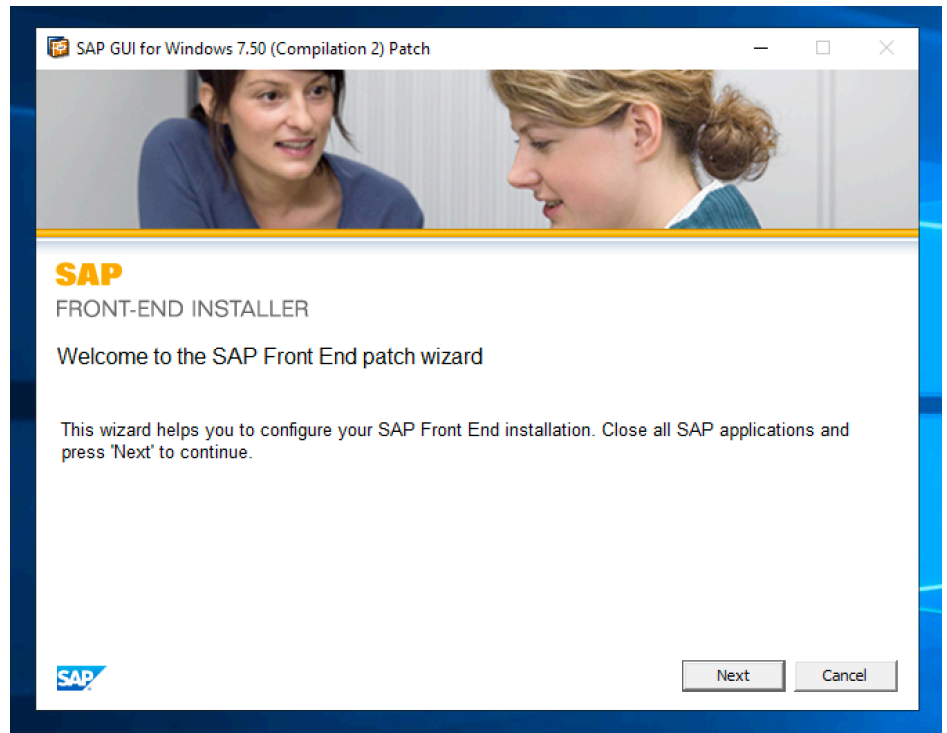 SAP GUI for Windows 7.50 (Compilation 2) Patch
SAP
FRONT-END INSTALLER
Welcome to the SAP Front End patch wizard
This wizard helps you to configure your SAP Front End installation. Close all SAP applications and
press 'Next' to continue.
SAP
Next
Cancel